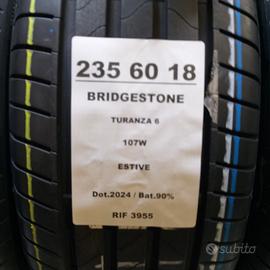 235 60 18
BRIDGESTONE
TURANZA 6
107W
ESTIVE
Dot.2024 / Bat.90%
RIF 3955
subito